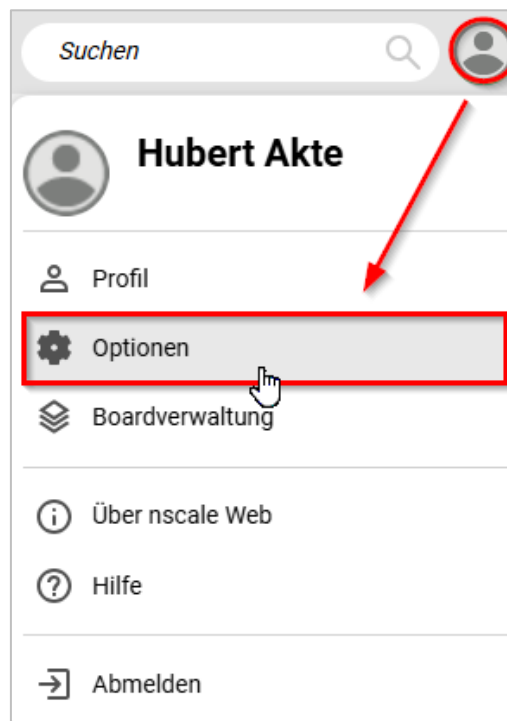 Suchen
Hubert Akte
Profil
Optionen
Boardverwaltung
Über nscale Web
Hilfe
Abmelden